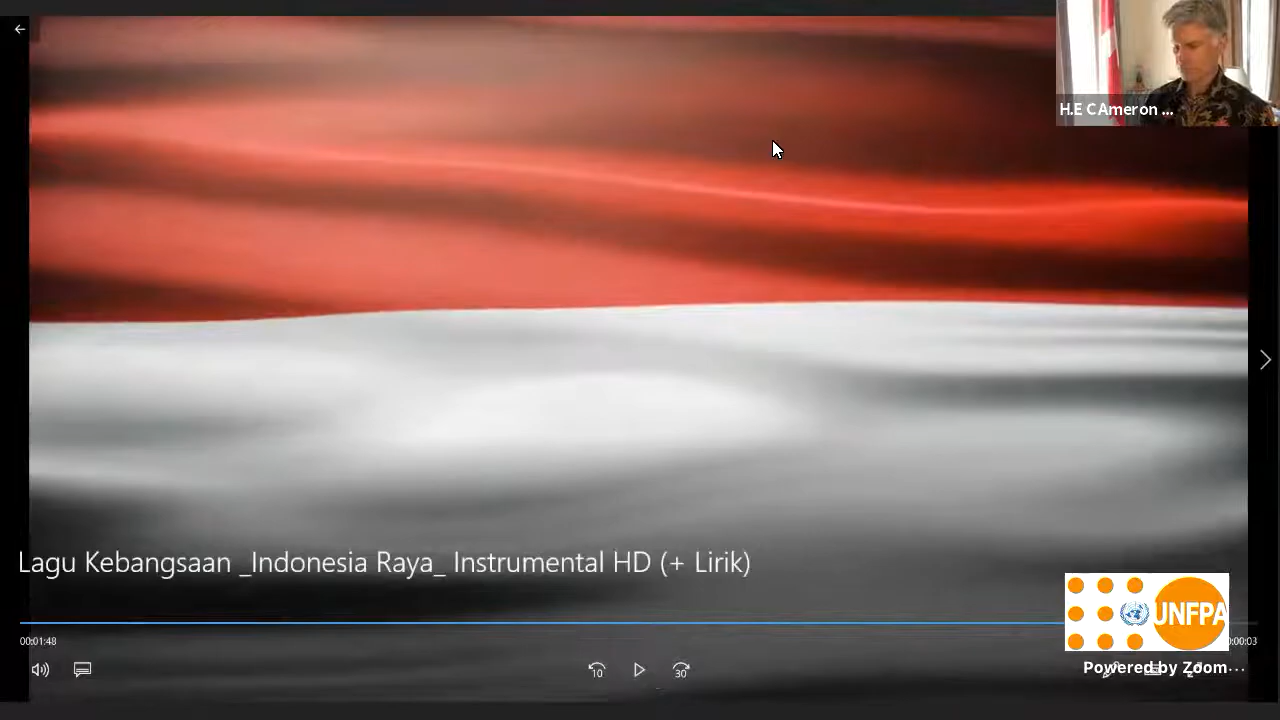 H.E CAmeron ...
Lagu Kebangsaan _Indonesia Raya_ Instrumental HD (+ Lirik)
UNFPA
00:01:48
0:00:03
10
30
Powered by Zoom